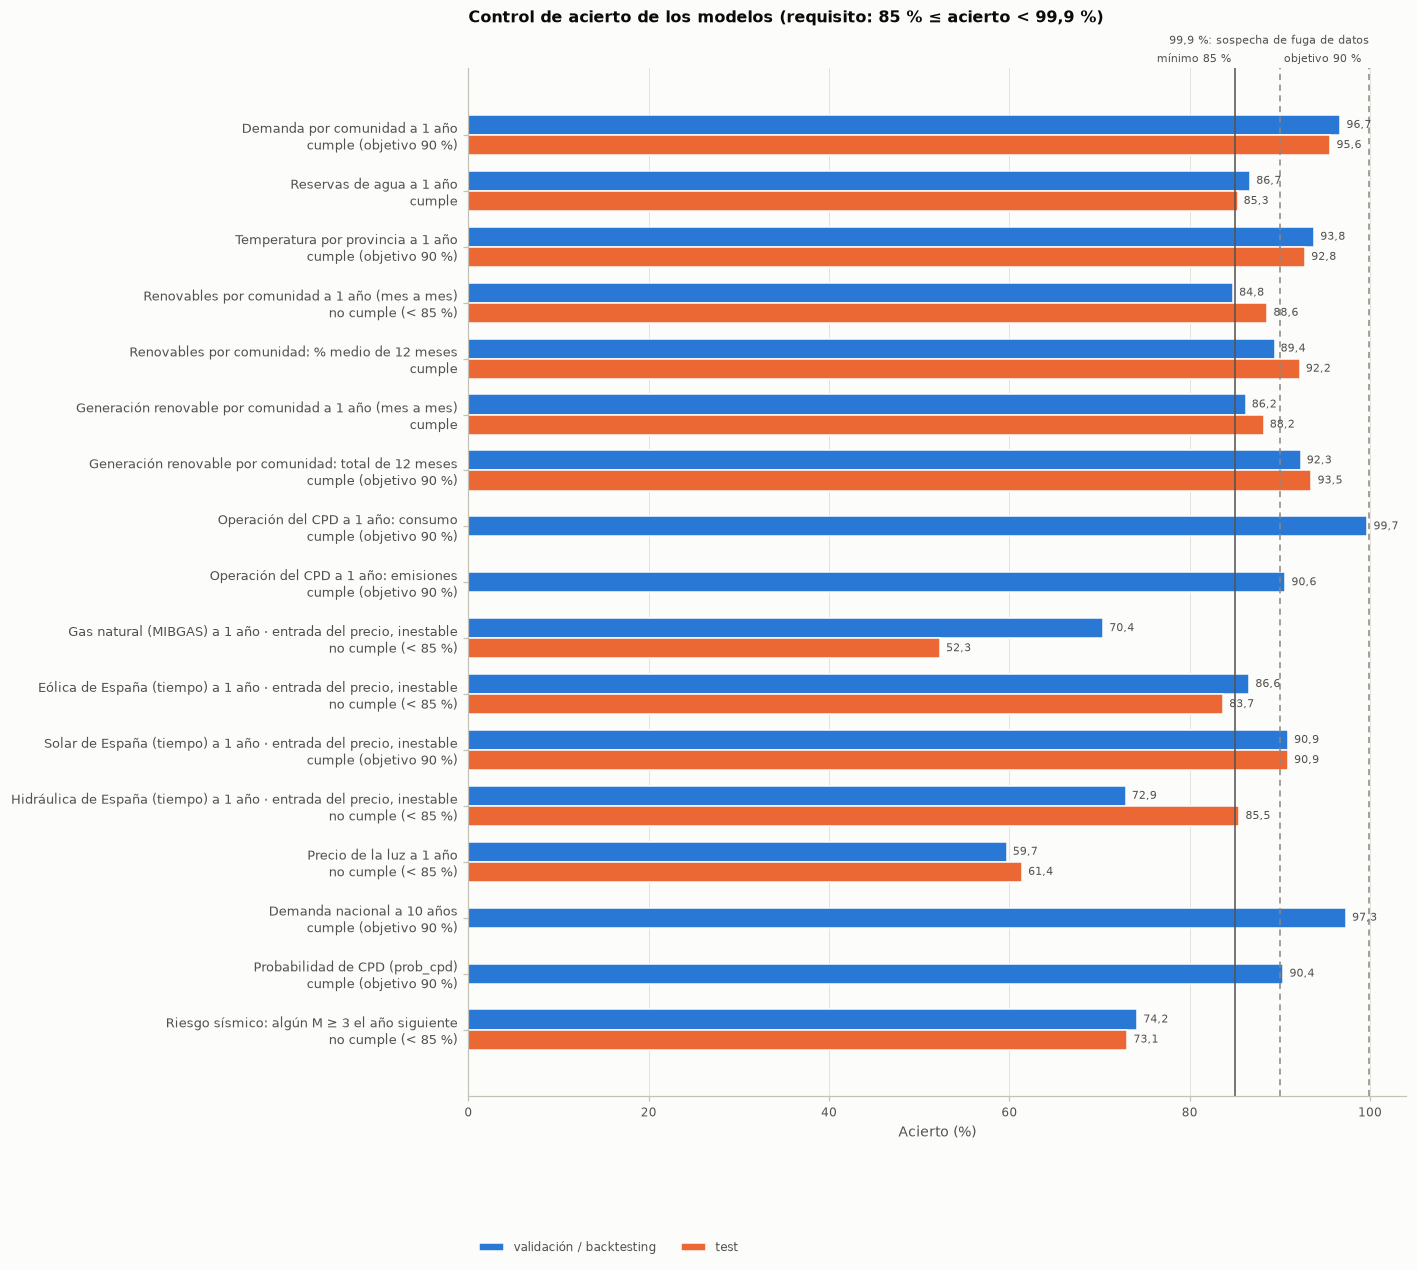 Control de acierto de los modelos (requisito: 85 % ≤ acierto < 99,9 %)
99,9 %: sospecha de fuga de datos
mínimo 85 %
objetivo 90 %
Demanda por comunidad a 1 año
cumple (objetivo 90 %)
96,7
95,6
Reservas de agua a 1 año
cumple
86,7
85,3
Temperatura por provincia a 1 año
cumple (objetivo 90 %)
93,8
92,8
Renovables por comunidad a 1 año (mes a mes)
no cumple (< 85 %)
84,8
88,6
Renovables por comunidad: % medio de 12 meses
cumple
89,4
92,2
Generación renovable por comunidad a 1 año (mes a mes)
cumple
86,2
88,2
Generación renovable por comunidad: total de 12 meses
cumple (objetivo 90 %)
92,3
93,5
Operación del CPD a 1 año: consumo
cumple (objetivo 90 %)
99,7
Operación del CPD a 1 año: emisiones
cumple (objetivo 90 %)
90,6
Gas natural (MIBGAS) a 1 año · entrada del precio, inestable
no cumple (< 85 %)
70,4
52,3
Eólica de España (tiempo) a 1 año · entrada del precio, inestable
no cumple (< 85 %)
86,6
83,7
Solar de España (tiempo) a 1 año · entrada del precio, inestable
cumple (objetivo 90 %)
90,9
90,9
Hidráulica de España (tiempo) a 1 año · entrada del precio, inestable
no cumple (< 85 %)
72,9
85,5
Precio de la luz a 1 año
no cumple (< 85 %)
59,7
61,4
Demanda nacional a 10 años
cumple (objetivo 90 %)
97,3
Probabilidad de CPD (prob_cpd)
cumple (objetivo 90 %)
90,4
Riesgo sísmico: algún M ≥ 3 el año siguiente
no cumple (< 85 %)
74,2
73,1
0 20 40 60 80 100
Acierto (%)
validación / backtesting
test